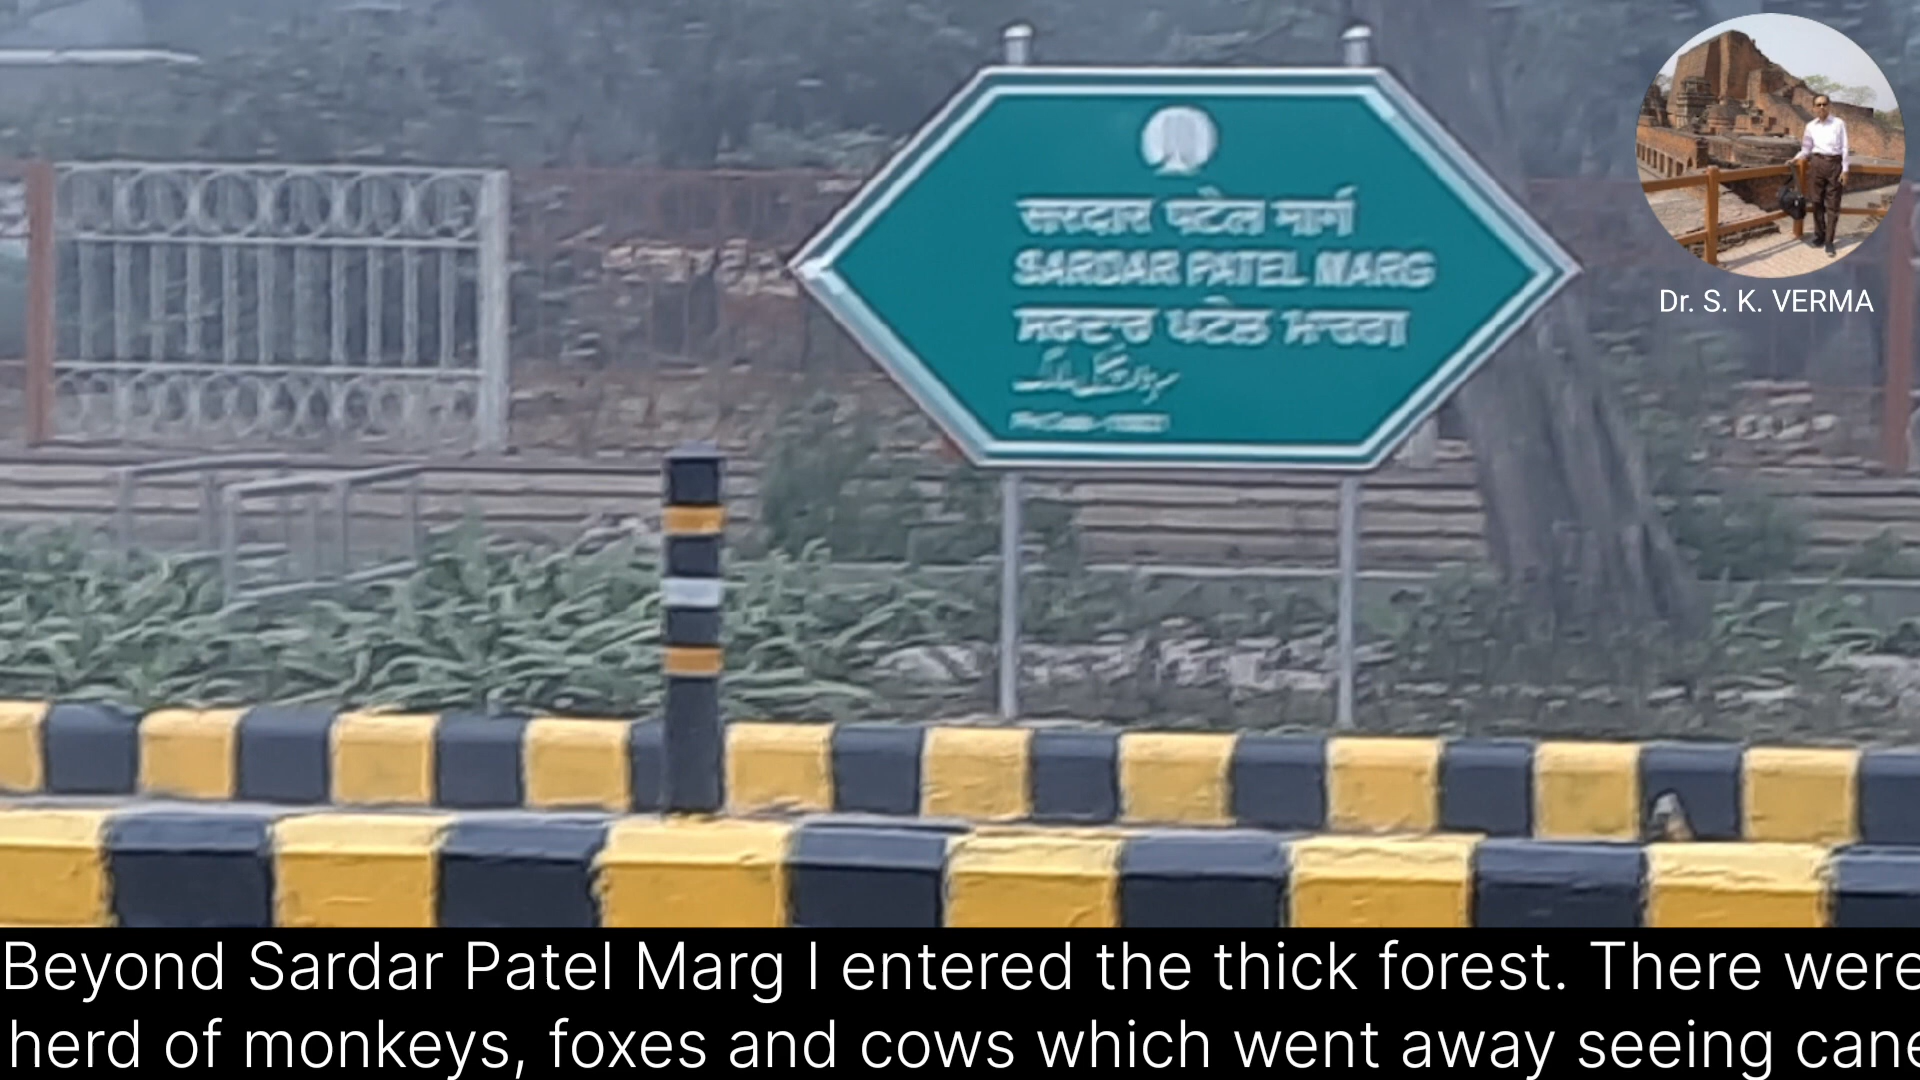 सरदार पटेल मार्ग
SARDAR PATEL MARG
ਸਰਦਾਰ ਪਟੇਲ ਮਾਰਗ
Dr. S. K. VERMA
Beyond Sardar Patel Marg I entered the thick forest. There were
herd of monkeys, foxes and cows which went away seeing cane